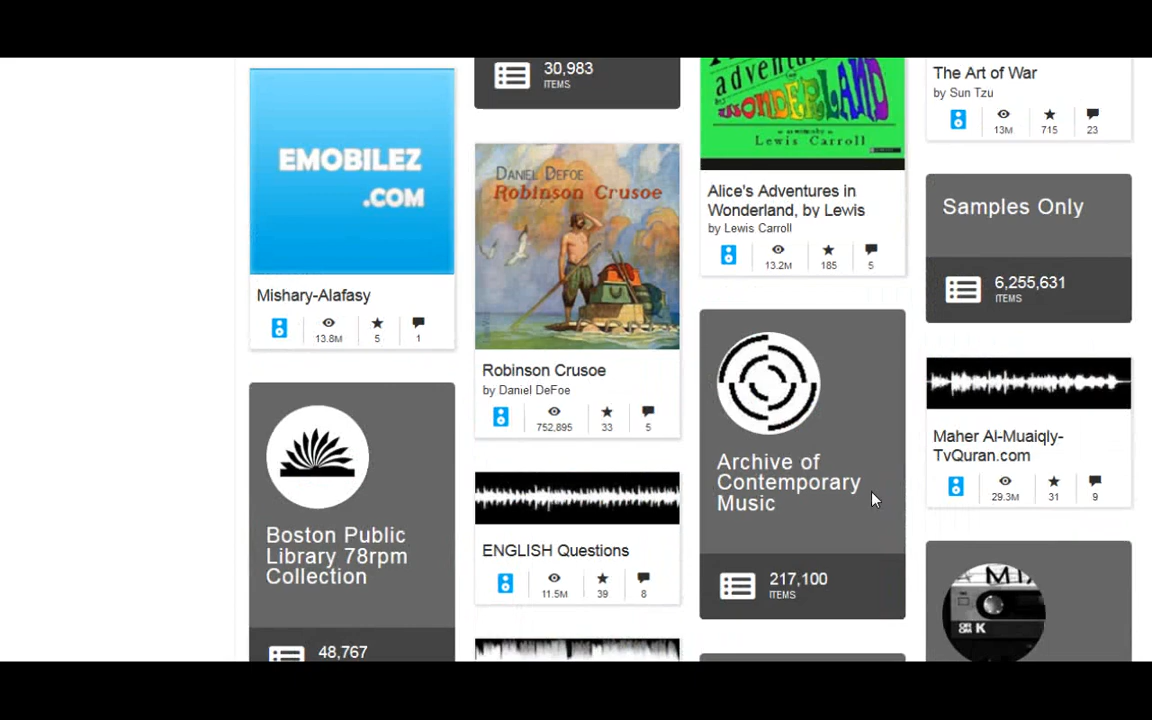 EMOBILEZ
.COM
Mishary-Alafasy
13.8M
5
1
Boston Public
Library 78rpm
Collection
48,767
30,983
ITEMS
DANIEL DEFOE
Robinson Crusoe
Robinson Crusoe
by Daniel DeFoe
752,895
33
5
ENGLISH Questions
11.5M
39
8
adventu
WONDERLAND
Lewis Carroll
Alice's Adventures in
Wonderland, by Lewis
by Lewis Carroll
13.2M
185
5
Archive of
Contemporary
Music
217,100
ITEMS
The Art of War
by Sun Tzu
13M
715
23
Samples Only
6,255,631
ITEMS
Maher Al-Muaiqly-
TvQuran.com
29.3M
31
9
MI
K